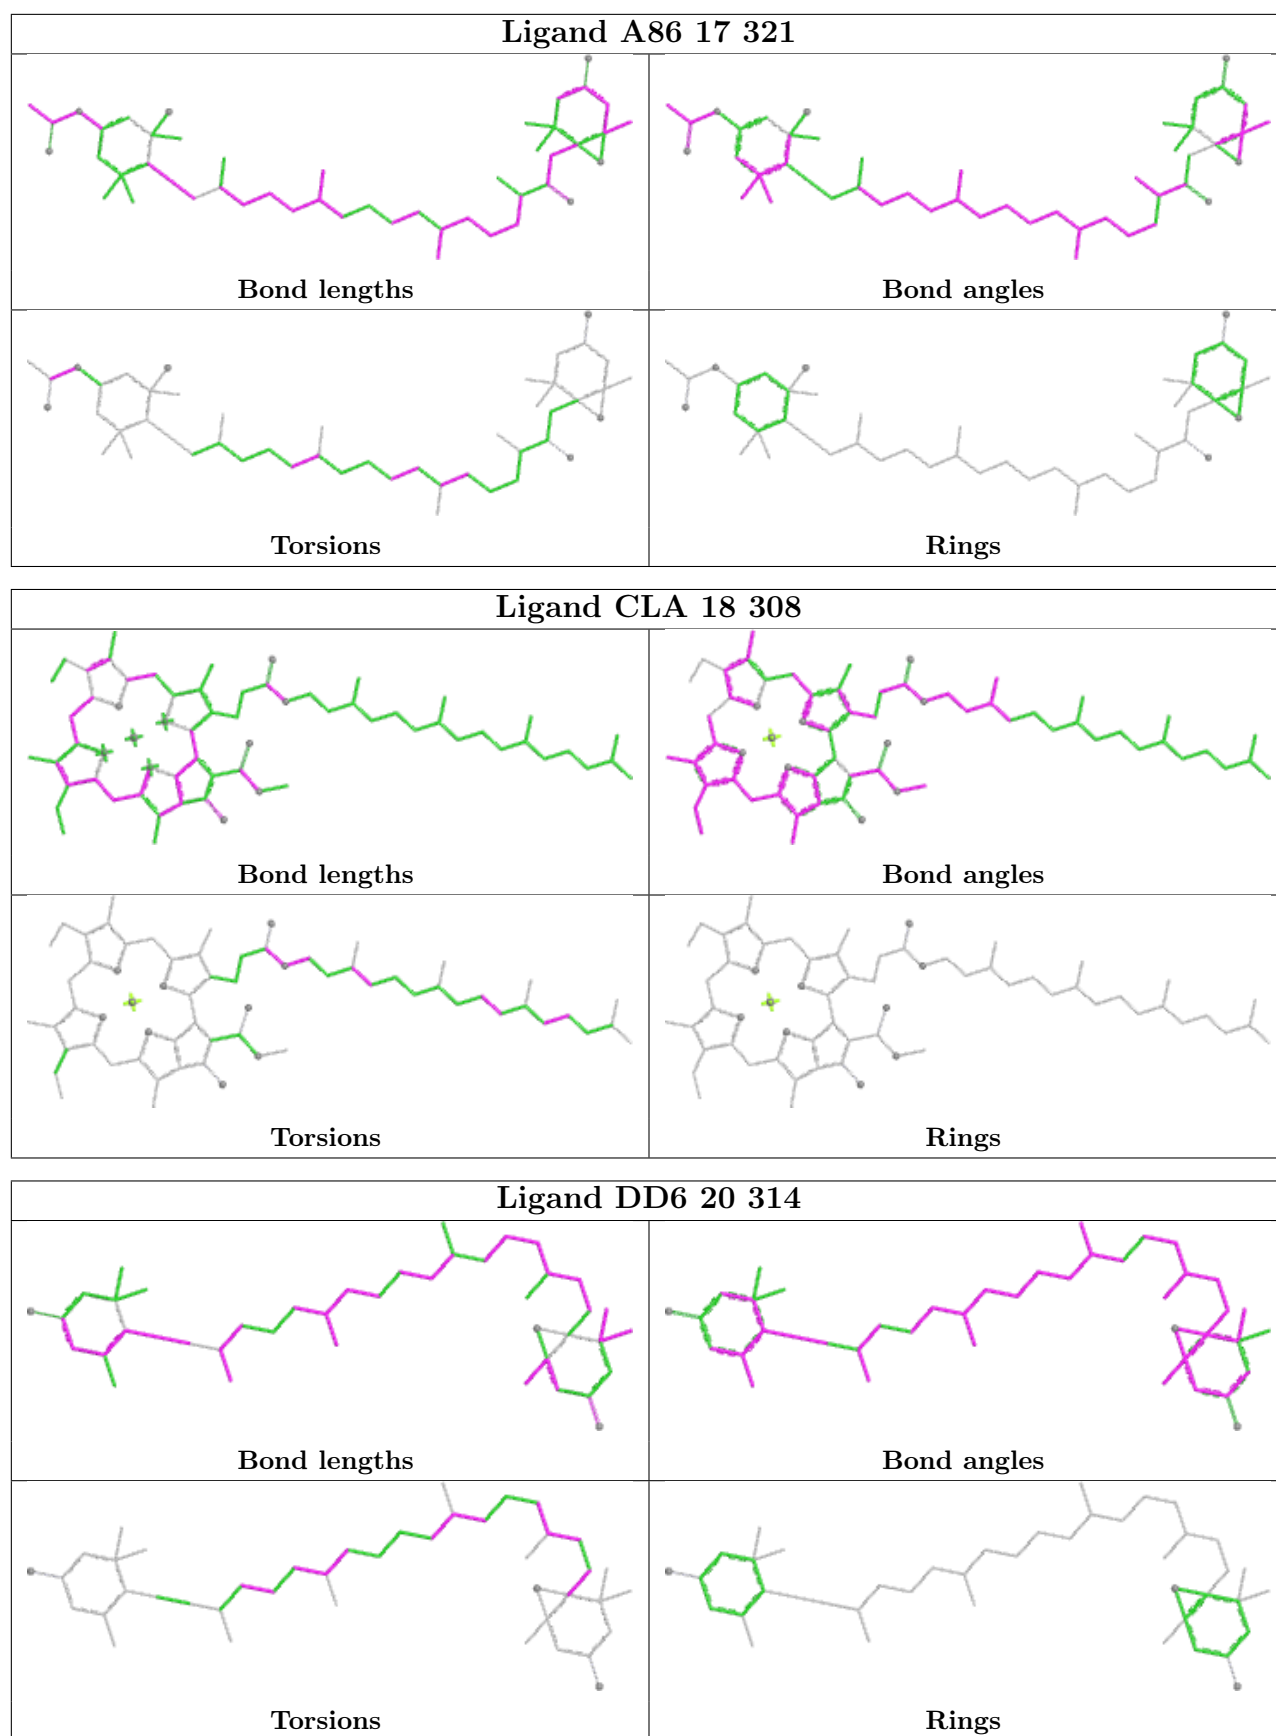 Ligand A86 17 321
Bond lengths
Bond angles
Torsions
Rings
Ligand CLA 18 308
Bond lengths
Bond angles
Torsions
Rings
Ligand DD6 20 314
Bond lengths
Bond angles
Torsions
Rings